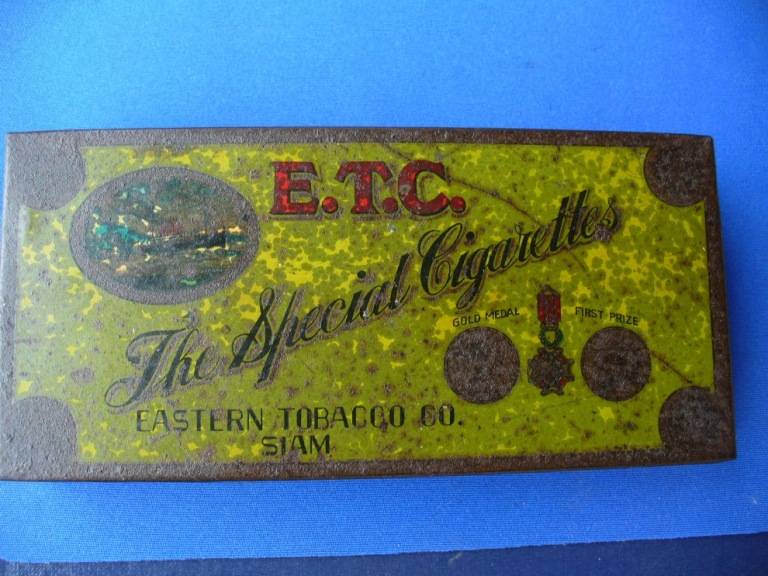 E.T.C.
The Special Cigarettes
GOLD MEDAL
FIRST PRIZE
EASTERN TOBACCO CO.
SIAM